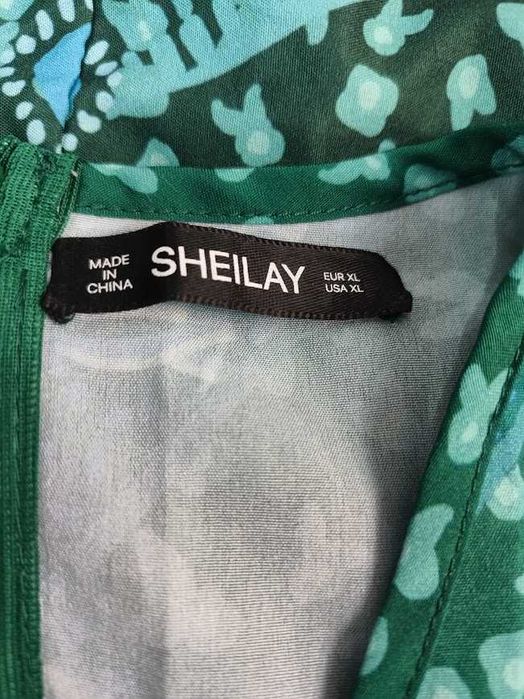 MADE
IN
CHINA
SHEILAY
EUR XL
USA XL